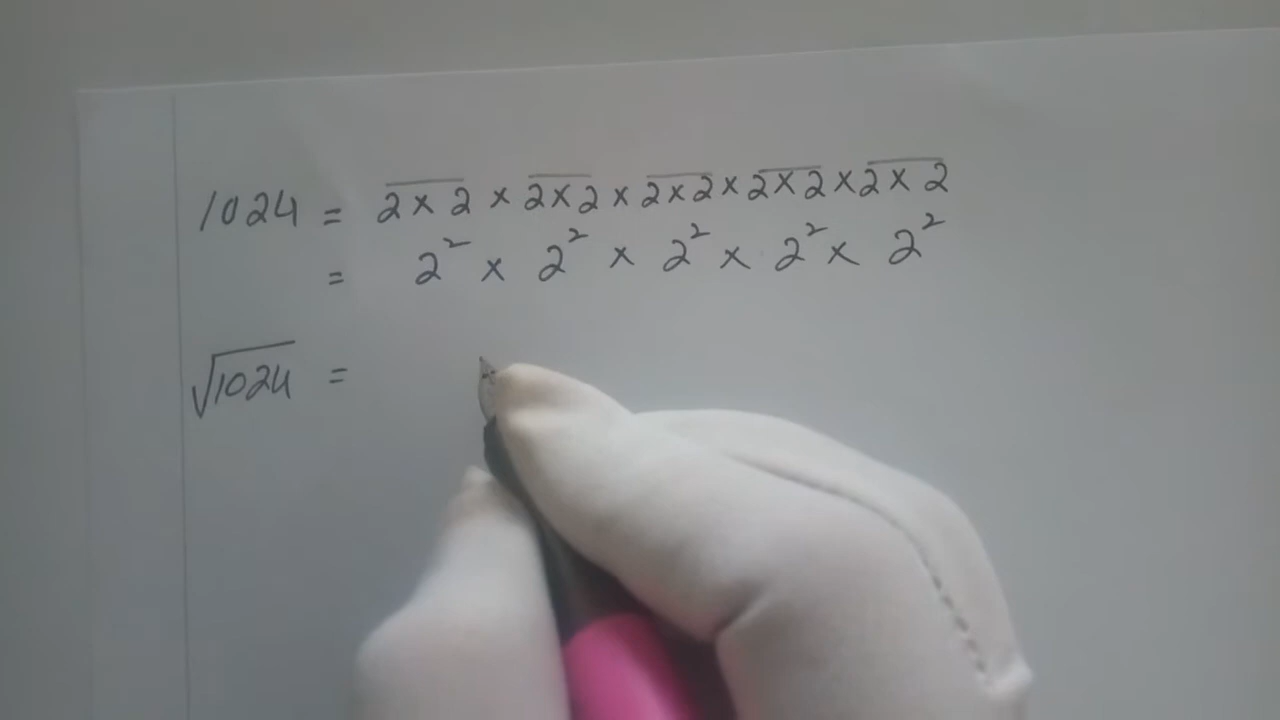 1024 = 2 × 2 × 2 × 2 × 2 × 2 × 2 × 2 × 2 × 2
= 2² × 2² × 2² × 2² × 2²
√1024 =